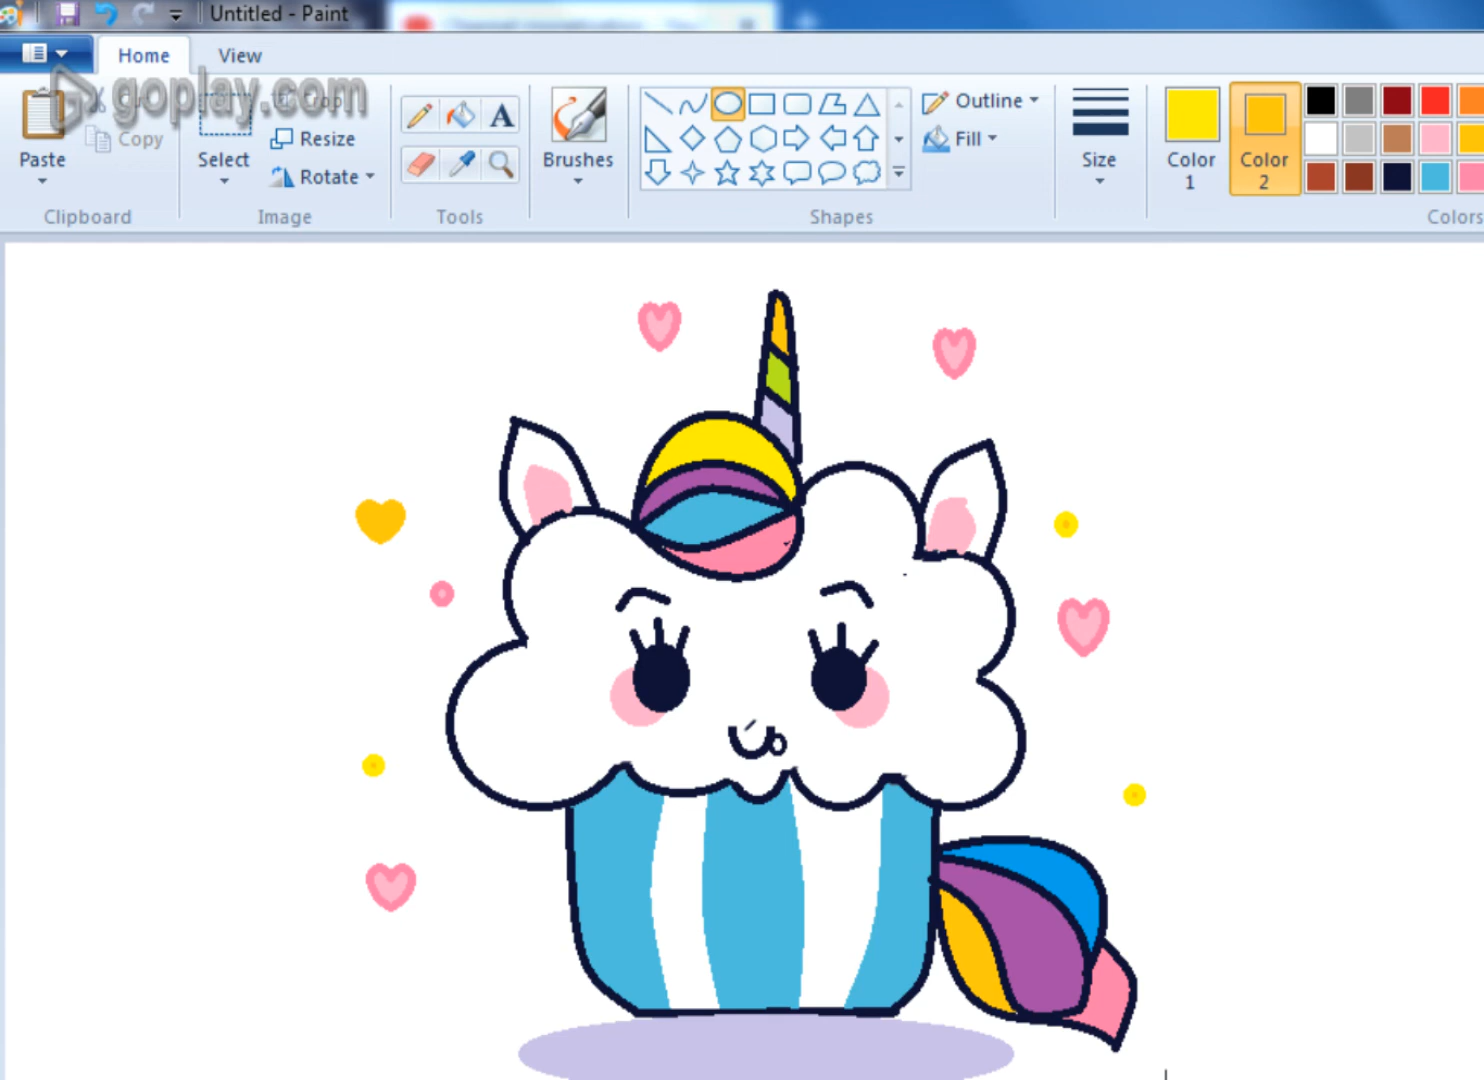 Untitled - Paint
Home
View
goplay.com
Paste
Copy
Select
Crop
Resize
Rotate
A
Brushes
Outline
Fill
Size
Color
1
Color
2
Clipboard
Image
Tools
Shapes
Colors